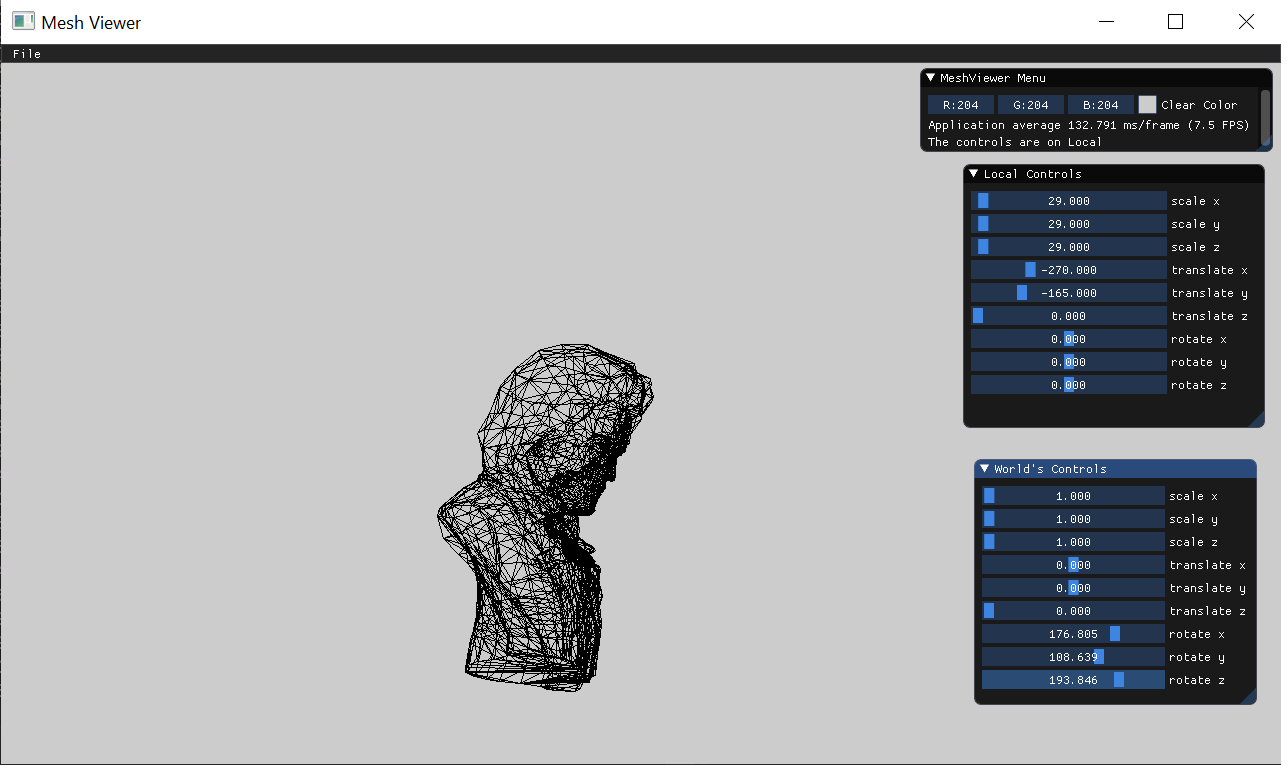 Mesh Viewer
File
MeshViewer Menu
R:204 G:204 B:204 Clear Color
Application average 132.791 ms/frame (7.5 FPS)
The controls are on Local
Local Controls
29.000 scale x
29.000 scale y
29.000 scale z
-270.000 translate x
-165.000 translate y
0.000 translate z
0.000 rotate x
0.000 rotate y
0.000 rotate z
World's Controls
1.000 scale x
1.000 scale y
1.000 scale z
0.000 translate x
0.000 translate y
0.000 translate z
176.805 rotate x
108.639 rotate y
193.846 rotate z